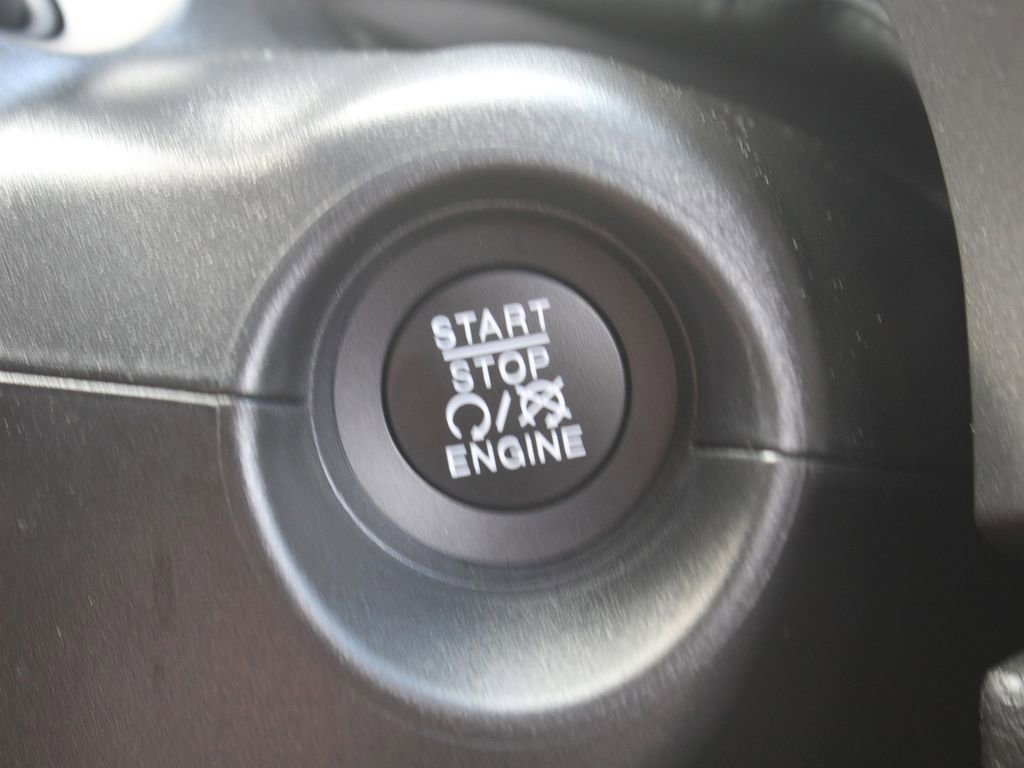 START
STOP
/
ENGINE